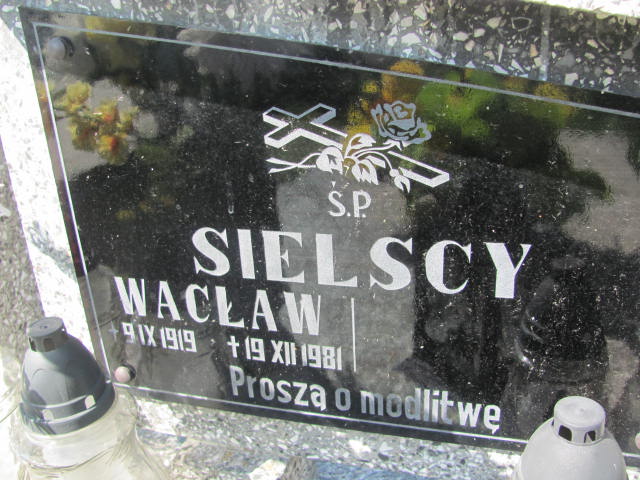 Ś.P.
SIELSCY
WACŁAW
+ 9 IX 1919 + 19 XII 1981
Proszą o modlitwę